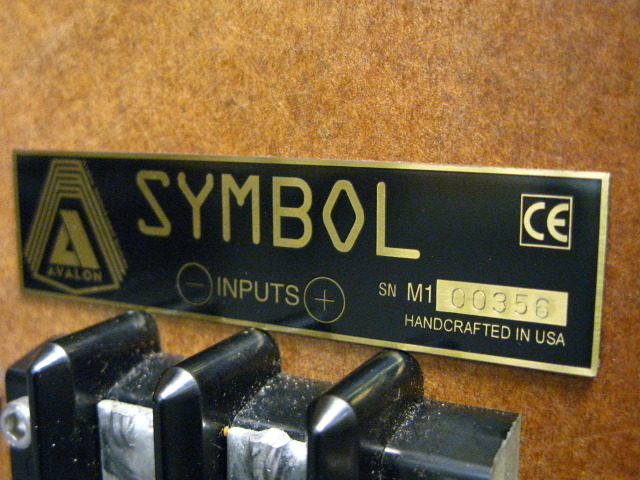 SYMBOL
A
AVALON
CE
− INPUTS +
SN M1 00356
HANDCRAFTED IN USA